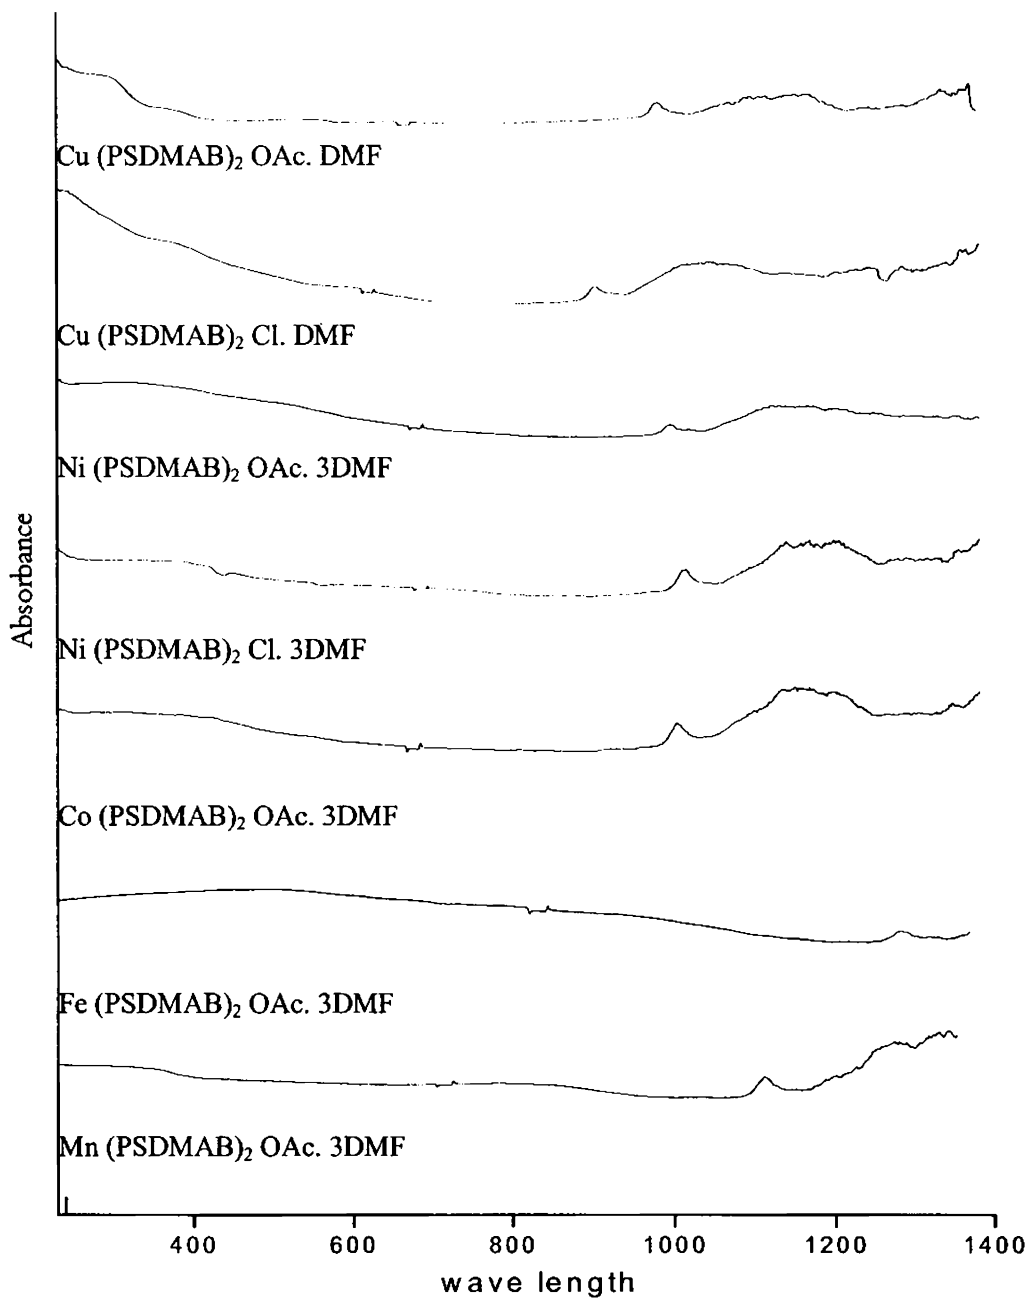 Cu (PSDMAB)₂ OAc. DMF
Cu (PSDMAB)₂ Cl. DMF
Ni (PSDMAB)₂ OAc. 3DMF
Absorbance
Ni (PSDMAB)₂ Cl. 3DMF
Co (PSDMAB)₂ OAc. 3DMF
Fe (PSDMAB)₂ OAc. 3DMF
Mn (PSDMAB)₂ OAc. 3DMF
400 600 800 1000 1200 1400
wave length